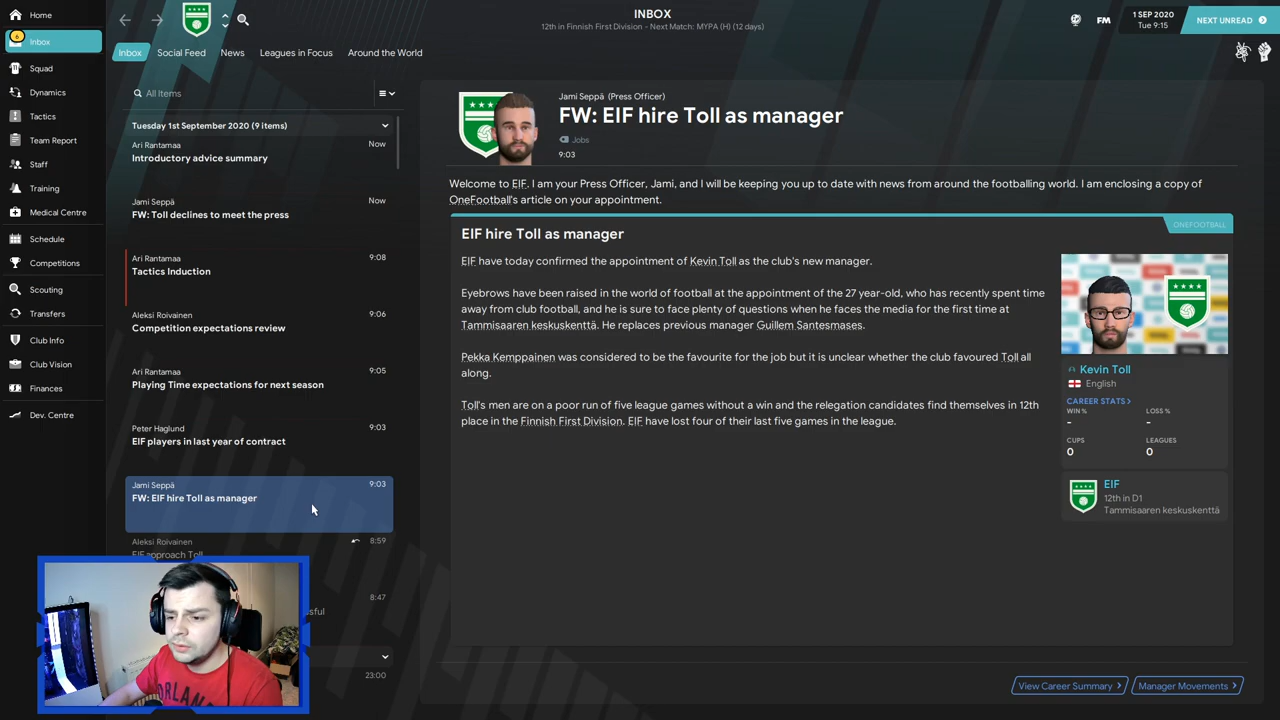 Home
6
Inbox
Squad
Dynamics
Tactics
Team Report
Staff
Training
Medical Centre
Schedule
Competitions
Scouting
Transfers
Club Info
Club Vision
Finances
Dev. Centre
INBOX
12th in Finnish First Division - Next Match: MYPA (H) (12 days)
FM
1 SEP 2020
Tue 9:15
NEXT UNREAD
Inbox
Social Feed
News
Leagues in Focus
Around the World
All Items
Tuesday 1st September 2020 (9 items)
Ari Rantamaa
Now
Introductory advice summary
Jami Seppä
Now
FW: Toll declines to meet the press
Ari Rantamaa
9:08
Tactics Induction
Aleksi Roivainen
9:06
Competition expectations review
Ari Rantamaa
9:05
Playing Time expectations for next season
Peter Haglund
9:03
EIF players in last year of contract
Jami Seppä
9:03
FW: EIF hire Toll as manager
Aleksi Roivainen
8:59
EIF approach Toll
8:47
sful
23:00
Jami Seppä (Press Officer)
FW: EIF hire Toll as manager
Jobs
9:03
Welcome to EIF. I am your Press Officer, Jami, and I will be keeping you up to date with news from around the footballing world. I am enclosing a copy of
OneFootball's article on your appointment.
ONEFOOTBALL
EIF hire Toll as manager
EIF have today confirmed the appointment of Kevin Toll as the club's new manager.
Eyebrows have been raised in the world of football at the appointment of the 27 year-old, who has recently spent time
away from club football, and he is sure to face plenty of questions when he faces the media for the first time at
Tammisaaren keskuskenttä. He replaces previous manager Guillem Santesmases.
Pekka Kemppainen was considered to be the favourite for the job but it is unclear whether the club favoured Toll all
along.
Toll's men are on a poor run of five league games without a win and the relegation candidates find themselves in 12th
place in the Finnish First Division. EIF have lost four of their last five games in the league.
Kevin Toll
English
CAREER STATS >
WIN %
LOSS %
-
-
CUPS
LEAGUES
0
0
EIF
12th in D1
Tammisaaren keskuskenttä
View Career Summary >
Manager Movements >